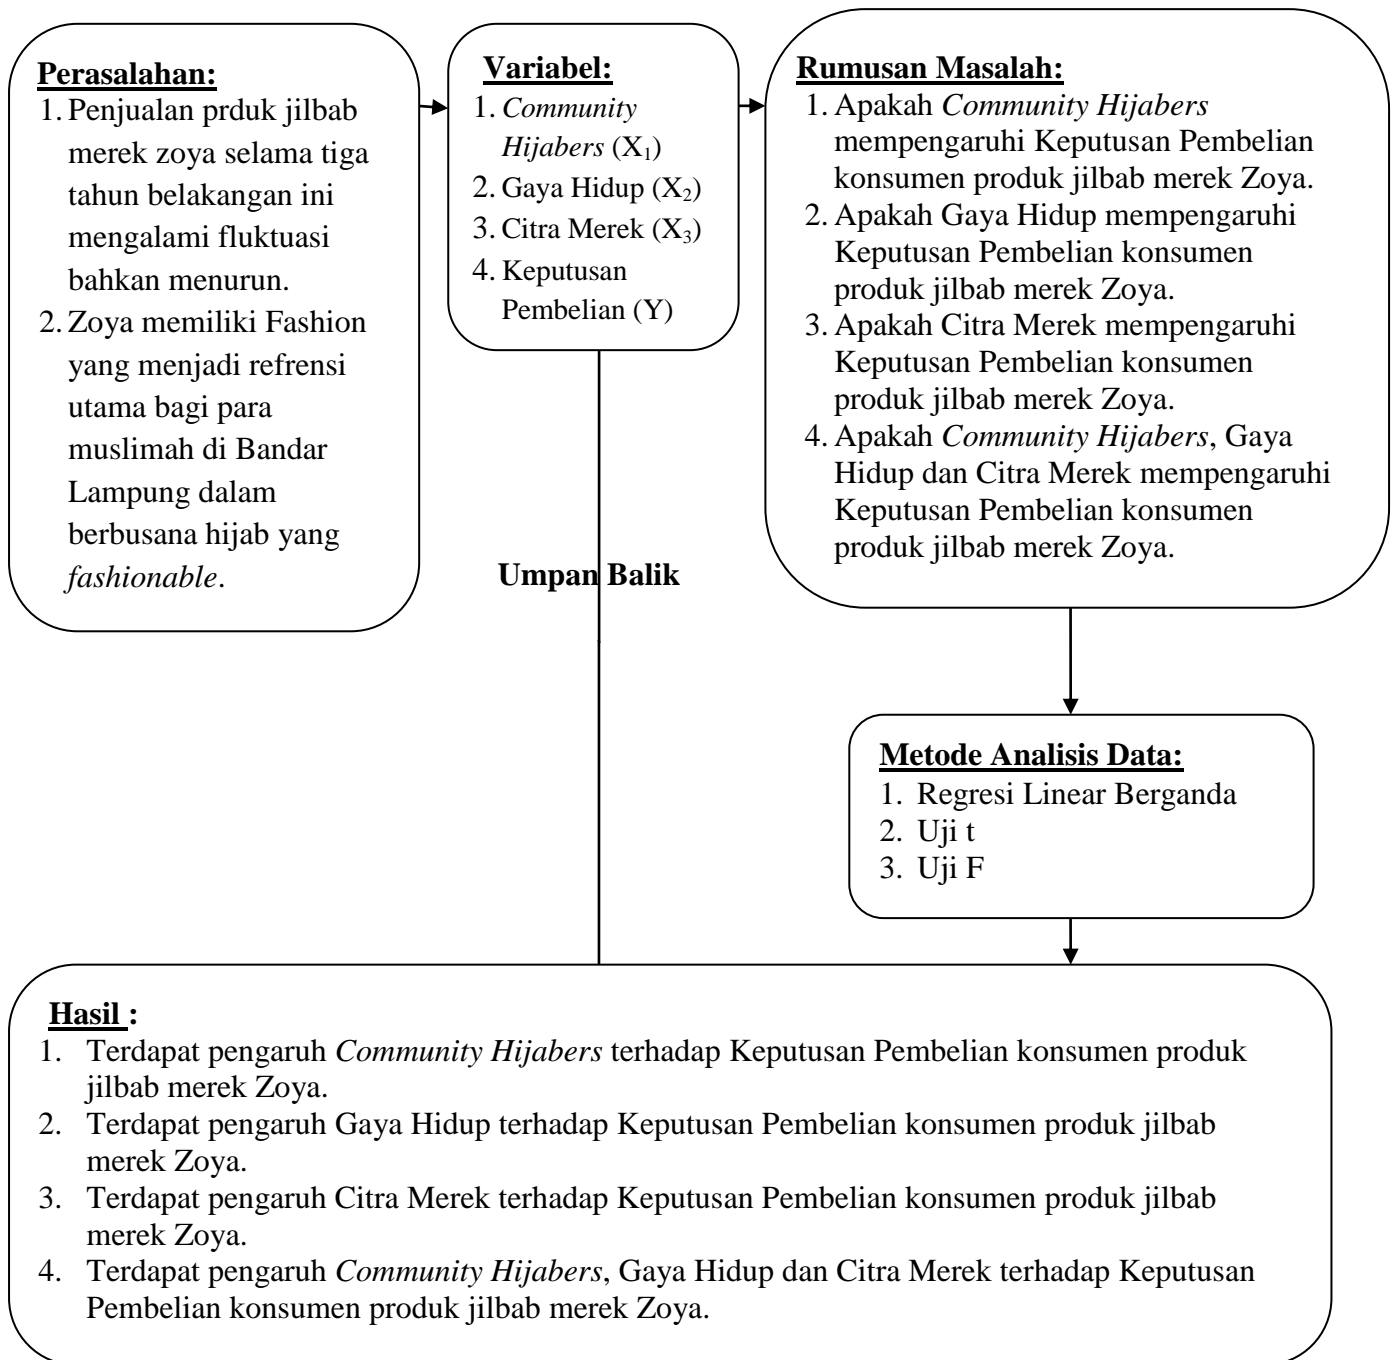 Perasalahan:
1. Penjualan prduk jilbab
merek zoya selama tiga
tahun belakangan ini
mengalami fluktuasi
bahkan menurun.
2. Zoya memiliki Fashion
yang menjadi refrensi
utama bagi para
muslimah di Bandar
Lampung dalam
berbusana hijab yang
fashionable.
Variabel:
1. Community
Hijabers (X₁)
2. Gaya Hidup (X₂)
3. Citra Merek (X₃)
4. Keputusan
Pembelian (Y)
Rumusan Masalah:
1. Apakah Community Hijabers
mempengaruhi Keputusan Pembelian
konsumen produk jilbab merek Zoya.
2. Apakah Gaya Hidup mempengaruhi
Keputusan Pembelian konsumen
produk jilbab merek Zoya.
3. Apakah Citra Merek mempengaruhi
Keputusan Pembelian konsumen
produk jilbab merek Zoya.
4. Apakah Community Hijabers, Gaya
Hidup dan Citra Merek mempengaruhi
Keputusan Pembelian konsumen
produk jilbab merek Zoya.
Umpan Balik
Metode Analisis Data:
1. Regresi Linear Berganda
2. Uji t
3. Uji F
Hasil :
1. Terdapat pengaruh Community Hijabers terhadap Keputusan Pembelian konsumen produk
jilbab merek Zoya.
2. Terdapat pengaruh Gaya Hidup terhadap Keputusan Pembelian konsumen produk jilbab
merek Zoya.
3. Terdapat pengaruh Citra Merek terhadap Keputusan Pembelian konsumen produk jilbab
merek Zoya.
4. Terdapat pengaruh Community Hijabers, Gaya Hidup dan Citra Merek terhadap Keputusan
Pembelian konsumen produk jilbab merek Zoya.